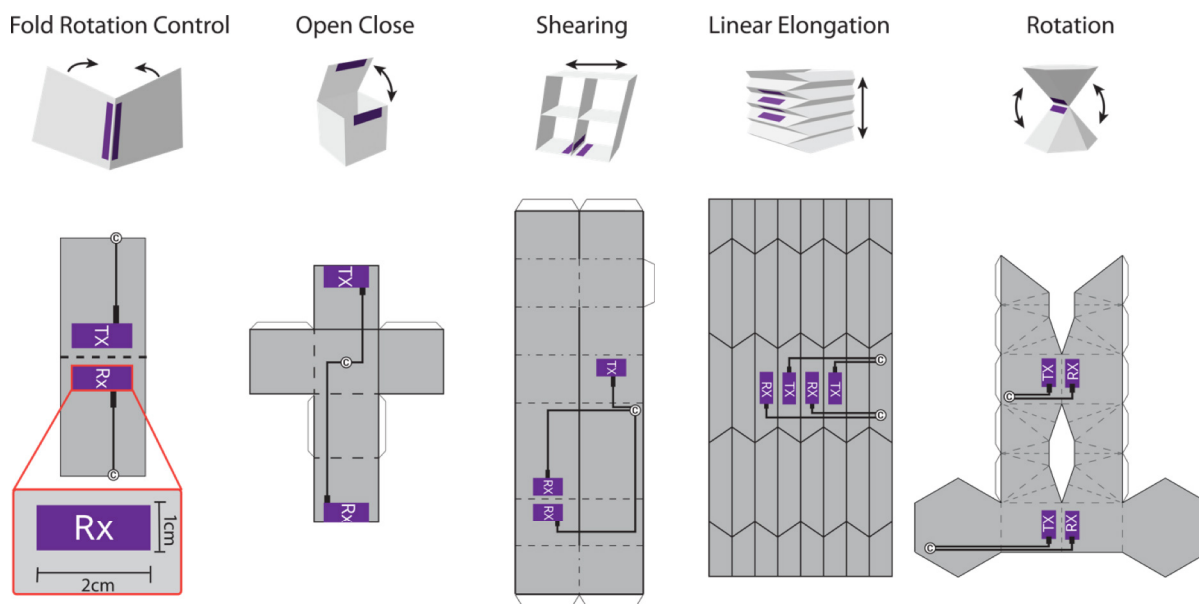 Fold Rotation Control
Open Close
Shearing
Linear Elongation
Rotation
C
TX
Rx
C
Rx
1cm
2cm
TX
C
Rx
TX
C
RX
RX
C
RX
TX
RX
TX
C
TX
RX
C
TX
RX
C